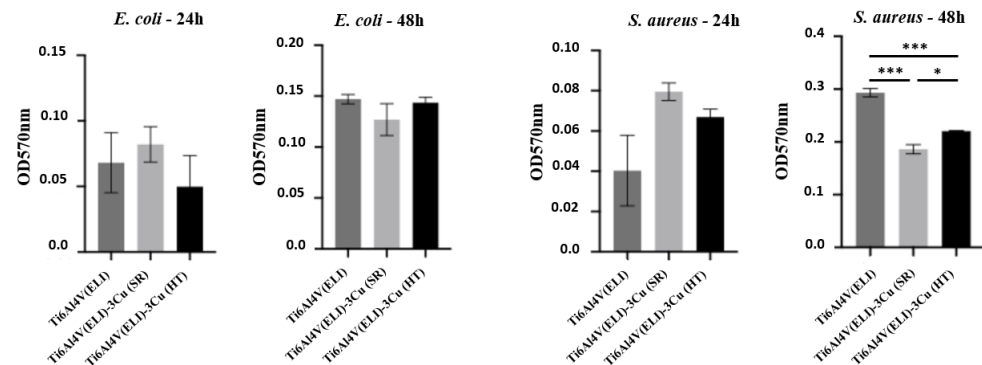 E. coli - 24h
OD570nm
0.15
0.10
0.05
0.0
Ti6Al4V(ELI)
Ti6Al4V(ELI)-3Cu (SR)
Ti6Al4V(ELI)-3Cu (HT)
E. coli - 48h
OD570nm
0.20
0.15
0.10
0.05
0.0
Ti6Al4V(ELI)
Ti6Al4V(ELI)-3Cu (SR)
Ti6Al4V(ELI)-3Cu (HT)
S. aureus - 24h
OD570nm
0.10
0.08
0.06
0.04
0.02
0.0
Ti6Al4V(ELI)
Ti6Al4V(ELI)-3Cu (SR)
Ti6Al4V(ELI)-3Cu (HT)
S. aureus - 48h
OD570nm
0.4
0.3
0.2
0.1
0.0
***
*** *
Ti6Al4V(ELI)
Ti6Al4V(ELI)-3Cu (SR)
Ti6Al4V(ELI)-3Cu (HT)